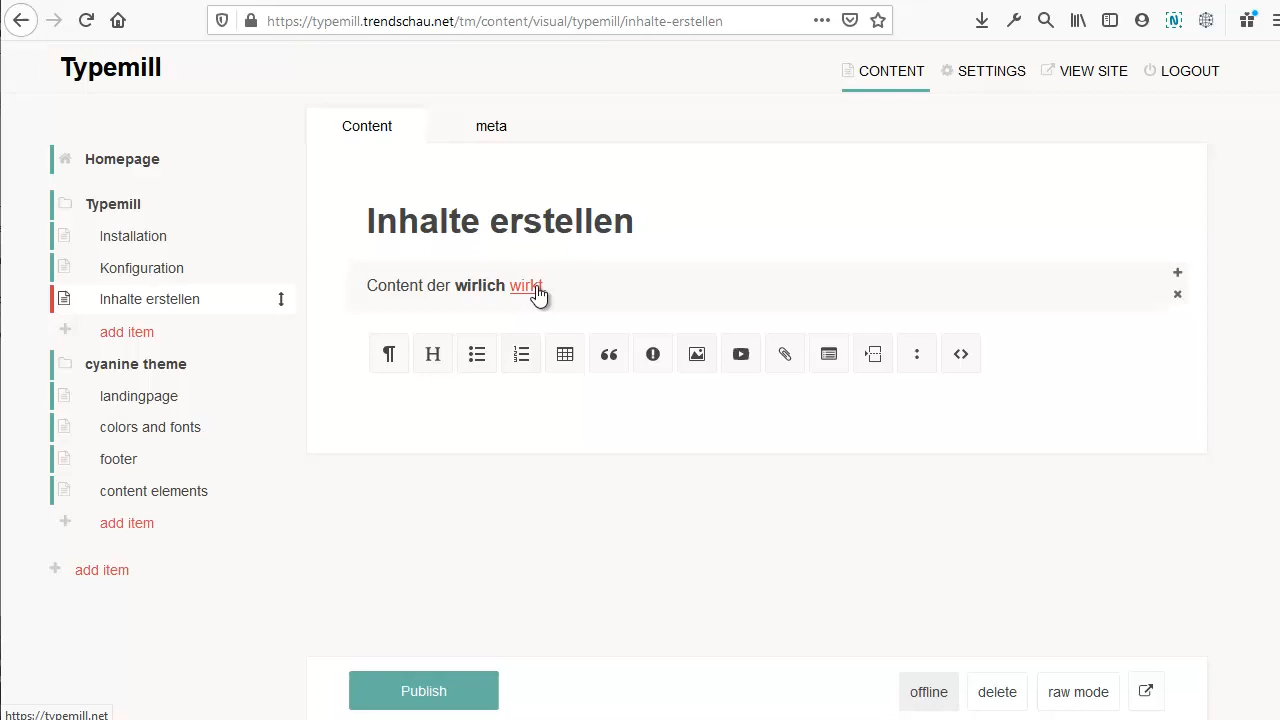 https://typemill.trendschau.net/tm/content/visual/typemill/inhalte-erstellen
Typemill
CONTENT
SETTINGS
VIEW SITE
LOGOUT
Content
meta
Homepage
Typemill
Installation
Konfiguration
Inhalte erstellen
add item
cyanine theme
landingpage
colors and fonts
footer
content elements
add item
add item
Inhalte erstellen
Content der wirlich wirkt
Publish
offline
delete
raw mode
https://typemill.net